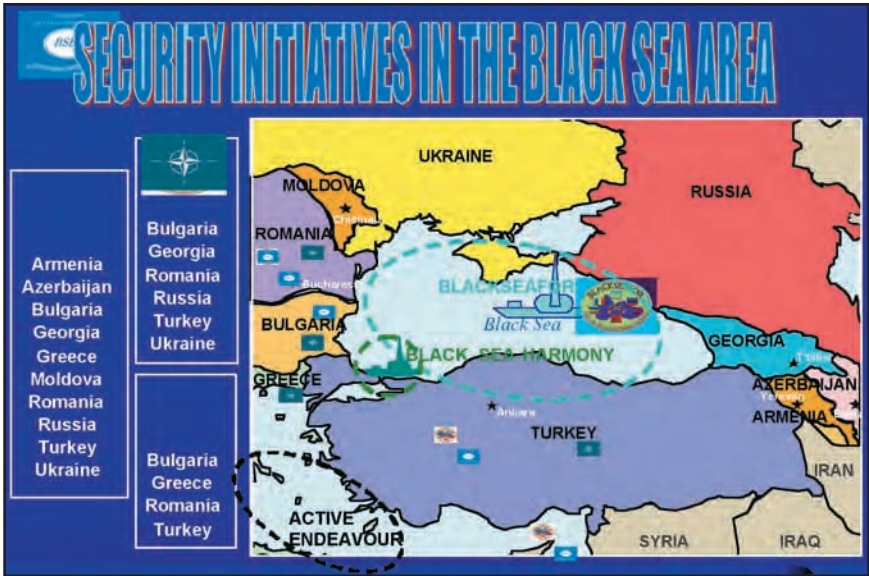 SECURITY INITIATIVES IN THE BLACK SEA AREA
Armenia
Azerbaijan
Bulgaria
Georgia
Greece
Moldova
Romania
Russia
Turkey
Ukraine
Bulgaria
Georgia
Romania
Russia
Turkey
Ukraine
Bulgaria
Greece
Romania
Turkey
UKRAINE
MOLDOVA
RUSSIA
ROMANIA
BLACKSEAFOR
Black Sea
BULGARIA
BLACK SEA HARMONY
GEORGIA
GREECE
AZERBAIJAN
Yerevan
ARMENIA
Ankara
TURKEY
IRAN
ACTIVE
ENDEAVOUR
SYRIA
IRAQ